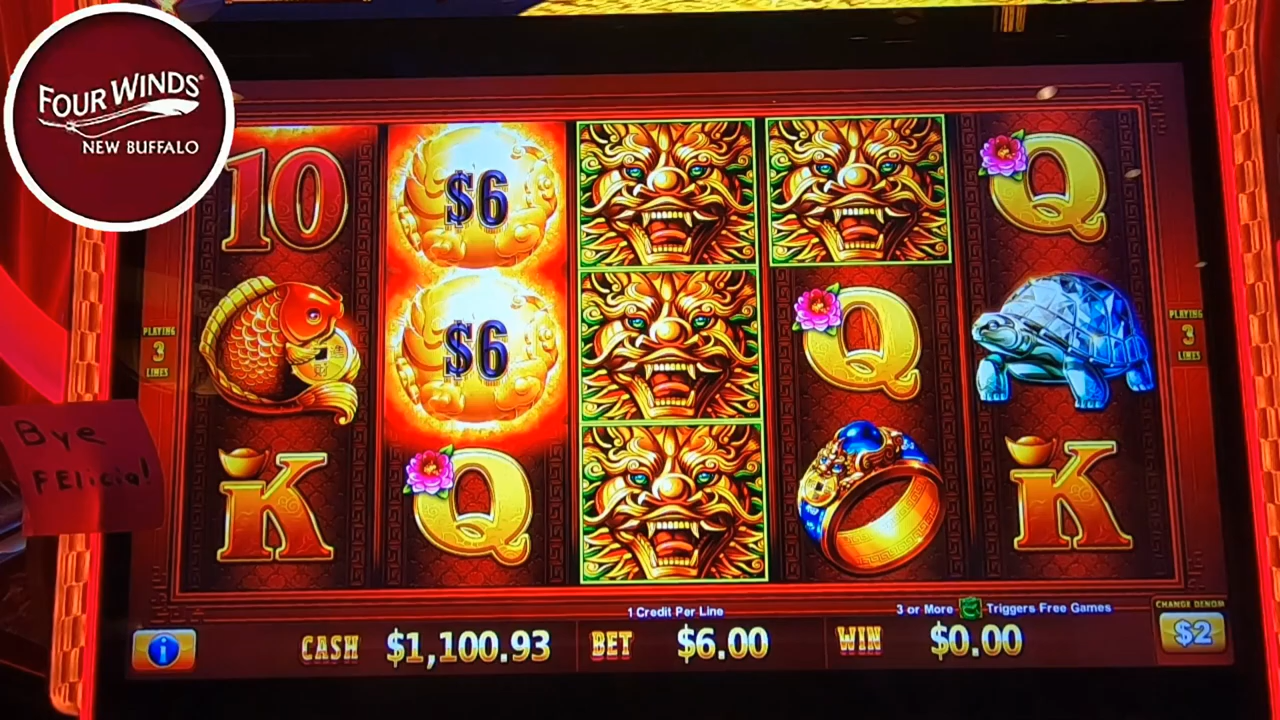 FOUR WINDS®
NEW BUFFALO
10
$6
Q
$6
Q
K
Q
K
PLAYING
3
LINES
PLAYING
3
LINES
Bye
FElicia!
1 Credit Per Line
3 or More Triggers Free Games
CASH $1,100.93 BET $6.00 WIN $0.00
CHANGE DENOM
$2